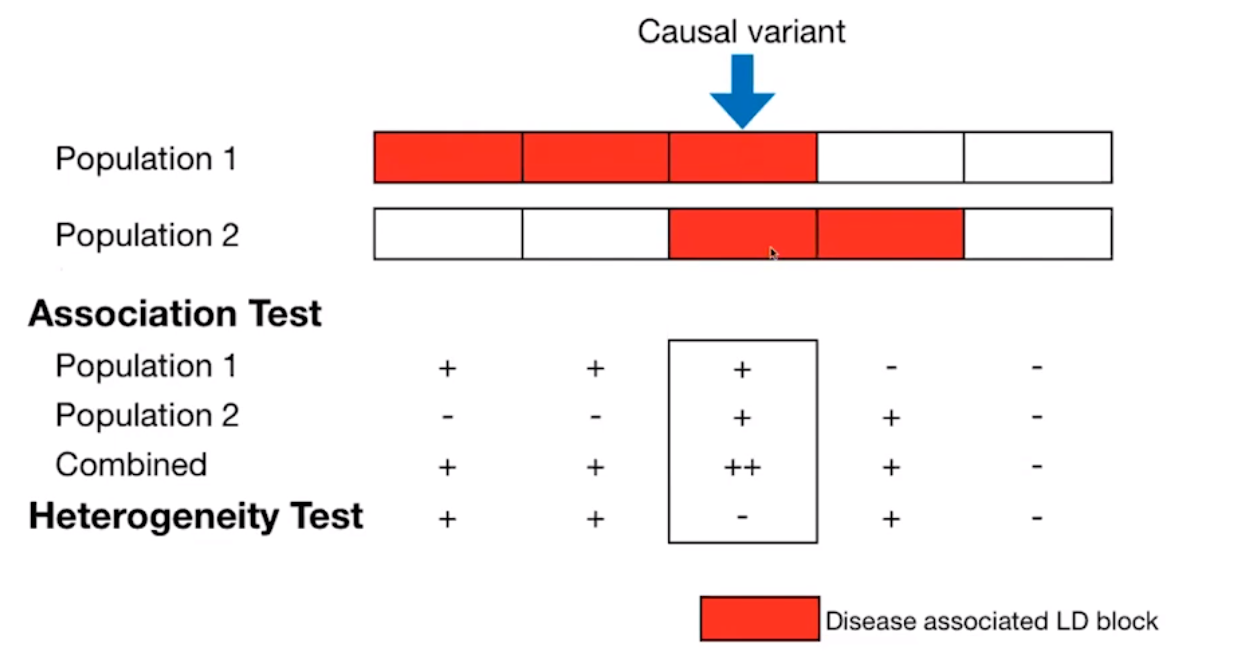 Causal variant
Population 1
Population 2
Association Test
Population 1 + + + - -
Population 2 - - + + -
Combined + + ++ + -
Heterogeneity Test + + - + -
Disease associated LD block